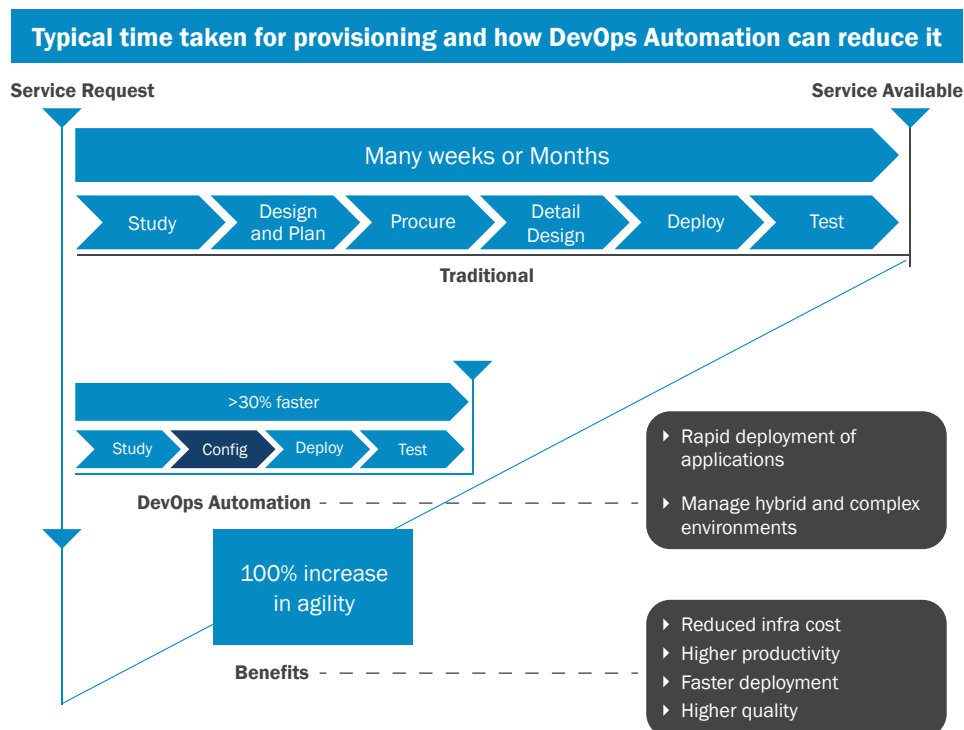 Typical time taken for provisioning and how DevOps Automation can reduce it
Service Request
Service Available
Many weeks or Months
Study
Design
and Plan
Procure
Detail
Design
Deploy
Test
Traditional
>30% faster
Study
Config
Deploy
Test
DevOps Automation
Rapid deployment of
applications
Manage hybrid and complex
environments
100% increase
in agility
Benefits
Reduced infra cost
Higher productivity
Faster deployment
Higher quality